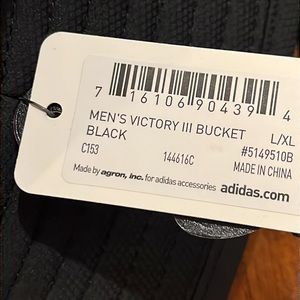 7 16106 90439 4
MEN'S VICTORY III BUCKET L/XL
BLACK #5149510B
C153 144616C MADE IN CHINA
Made by agron, inc. for adidas accessories adidas.com